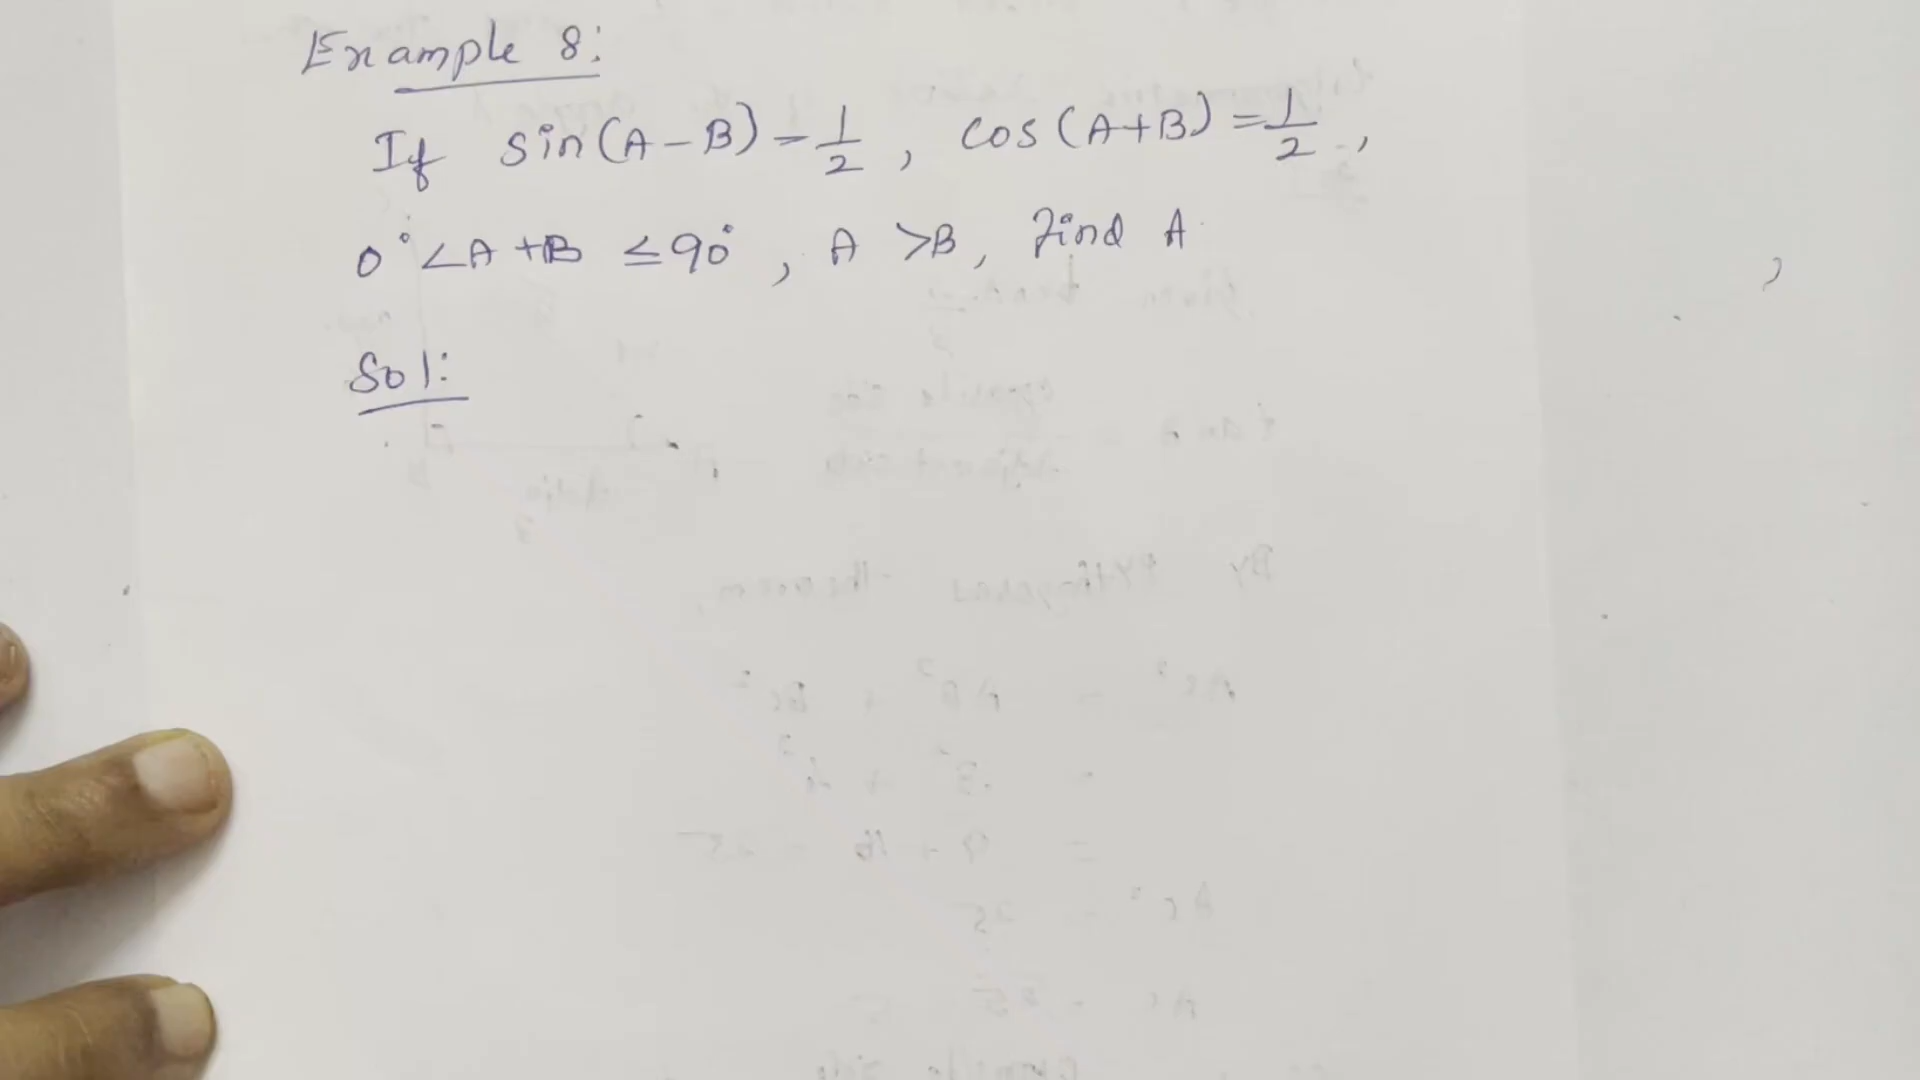 Example 8:
If sin(A-B)=1/2, cos(A+B)=1/2,
0°<A+B ≤90°, A >B, find A
Sol: